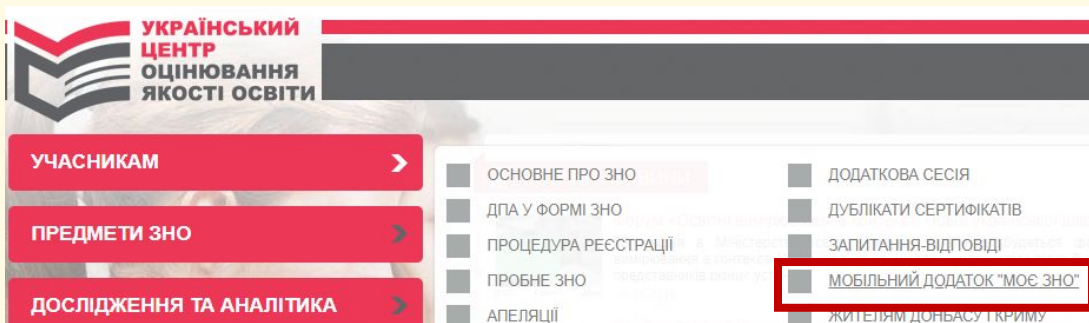 УКРАЇНСЬКИЙ
ЦЕНТР
ОЦІНЮВАННЯ
ЯКОСТІ ОСВІТИ
УЧАСНИКАМ
ПРЕДМЕТИ ЗНО
ДОСЛІДЖЕННЯ ТА АНАЛІТИКА
ОСНОВНЕ ПРО ЗНО
ДПА У ФОРМІ ЗНО
ПРОЦЕДУРА РЕЄСТРАЦІЇ
ПРОБНЕ ЗНО
АПЕЛЯЦІЇ
ДОДАТКОВА СЕСІЯ
ДУБЛІКАТИ СЕРТИФІКАТІВ
ЗАПИТАННЯ-ВІДПОВІДІ
МОБІЛЬНИЙ ДОДАТОК "МОЄ ЗНО"
ЖИТЕЛЯМ ДОНБАСУ І КРИМУ